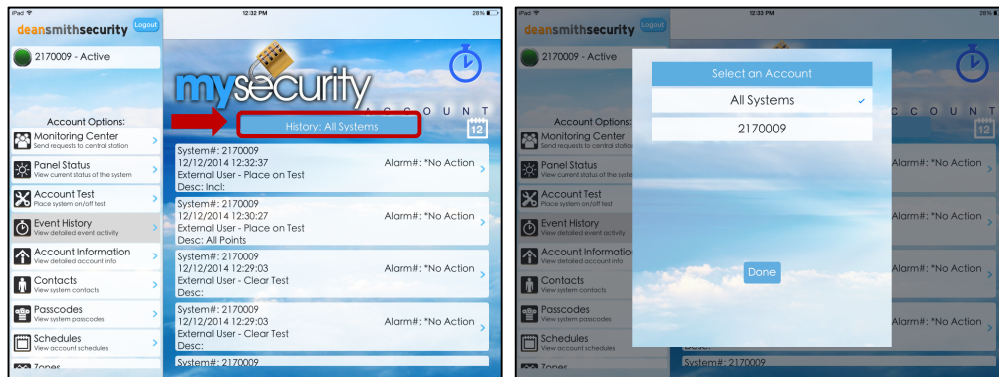 iPad 12:32 PM 28%
deansmithsecurity Logout
2170009 - Active
Account Options:
Monitoring Center
Send requests to central station
Panel Status
View current status of the system
Account Test
Place system on/off test
Event History
View detailed event activity
Account Information
View detailed account info
Contacts
View system contacts
Passcodes
View system passcodes
Schedules
View account schedules
Zones
mysecurity
ACCOUNT
History: All Systems
12
System#: 2170009
12/12/2014 12:32:37
External User - Place on Test
Desc: Incl:
Alarm#: *No Action
System#: 2170009
12/12/2014 12:30:27
External User - Place on Test
Desc: All Points
Alarm#: *No Action
System#: 2170009
12/12/2014 12:29:03
External User - Clear Test
Desc:
Alarm#: *No Action
System#: 2170009
12/12/2014 12:29:03
External User - Clear Test
Desc:
Alarm#: *No Action
System#: 2170009
iPad 12:33 PM 28%
deansmithsecurity Logout
2170009 - Active
Account Options:
Monitoring Center
Send requests to central station
Panel Status
View current status of the syste
Account Test
Place system on/off test
Event History
View detailed event activity
Account Informatio
View detailed account info
Contacts
View system contacts
Passcodes
View system passcodes
Schedules
View account schedules
Zones
Select an Account
All Systems
2170009
Done
C O U N T
12
Alarm#: *No Action
Alarm#: *No Action
Alarm#: *No Action
Alarm#: *No Action
Desc:
System#: 2170009